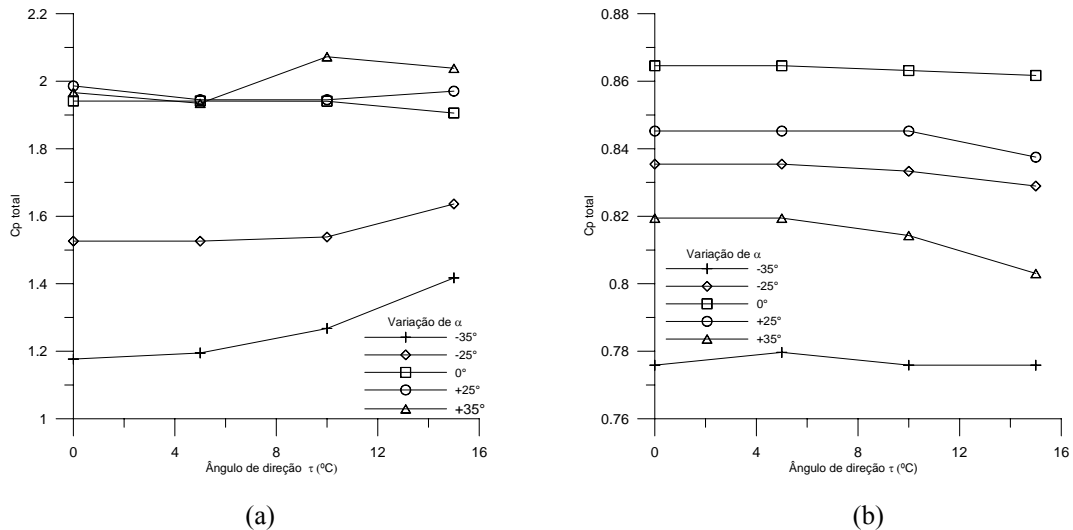 2.2
2
1.8
1.6
1.4
1.2
1
Cp total
0 4 8 12 16
Ângulo de direção τ (ºC)
Variação de α
-35°
-25°
0°
+25°
+35°
(a)
0.88
0.86
0.84
0.82
0.8
0.78
0.76
Cp total
0 4 8 12 16
Ângulo de direção τ (ºC)
Variação de α
-35°
-25°
0°
+25°
+35°
(b)